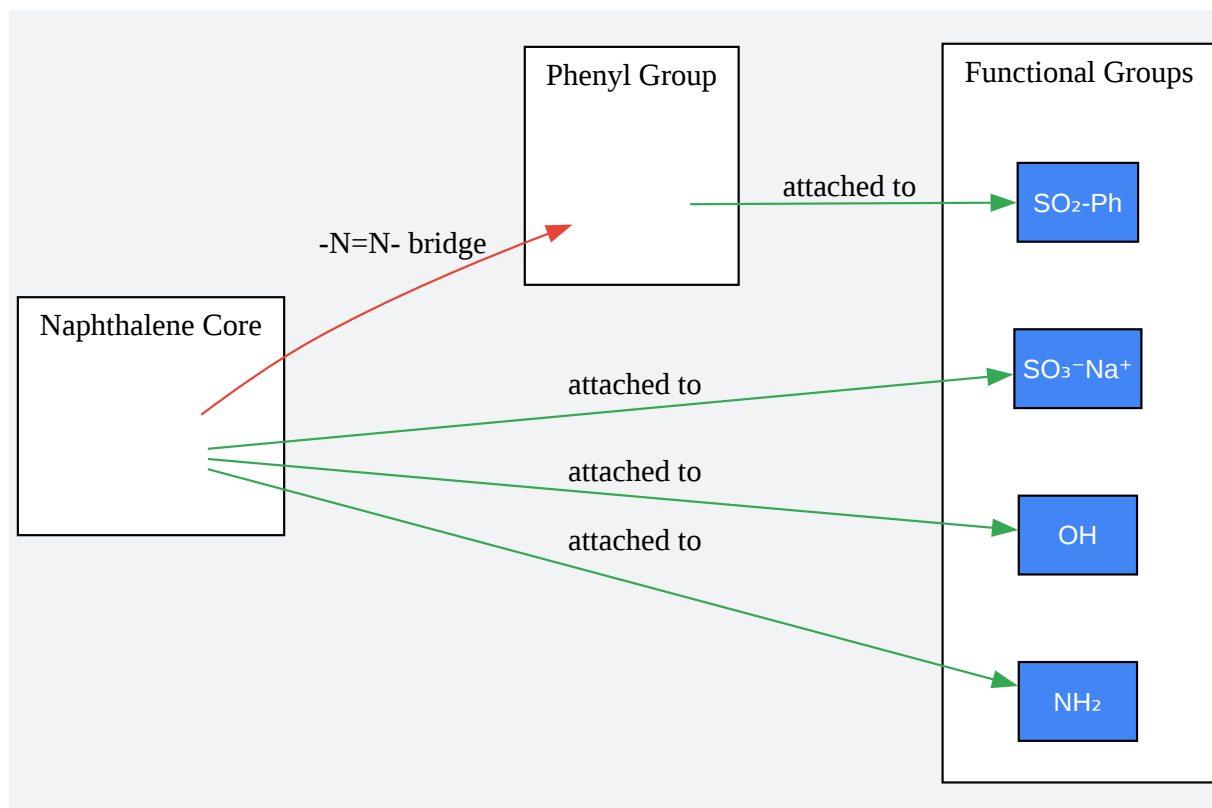 Phenyl Group
Functional Groups
attached to
SO₂-Ph
-N=N- bridge
Naphthalene Core
attached to
SO₃⁻Na⁺
attached to
OH
attached to
NH₂